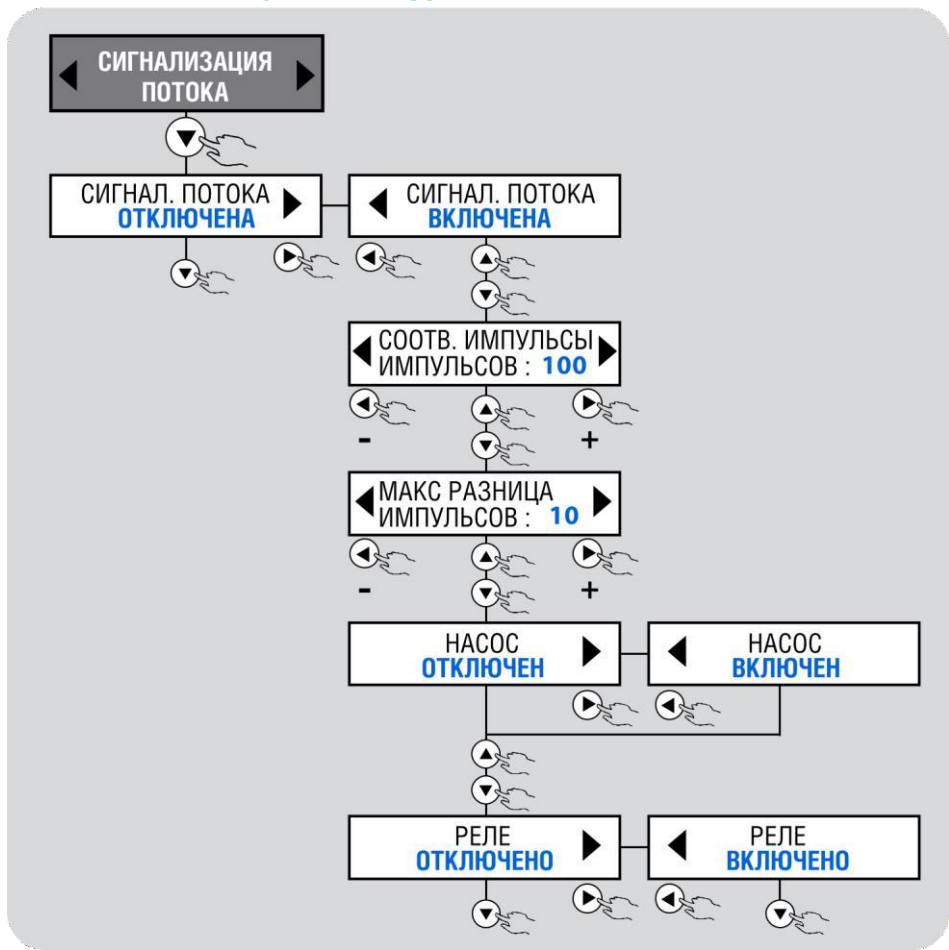 СИГНАЛИЗАЦИЯ
ПОТОКА
СИГНАЛ. ПОТОКА
ОТКЛЮЧЕНА
СИГНАЛ. ПОТОКА
ВКЛЮЧЕНА
СООТВ. ИМПУЛЬСЫ
ИМПУЛЬСОВ : 100
-
+
МАКС РАЗНИЦА
ИМПУЛЬСОВ : 10
-
+
НАСОС
ОТКЛЮЧЕН
НАСОС
ВКЛЮЧЕН
РЕЛЕ
ОТКЛЮЧЕНО
РЕЛЕ
ВКЛЮЧЕНО